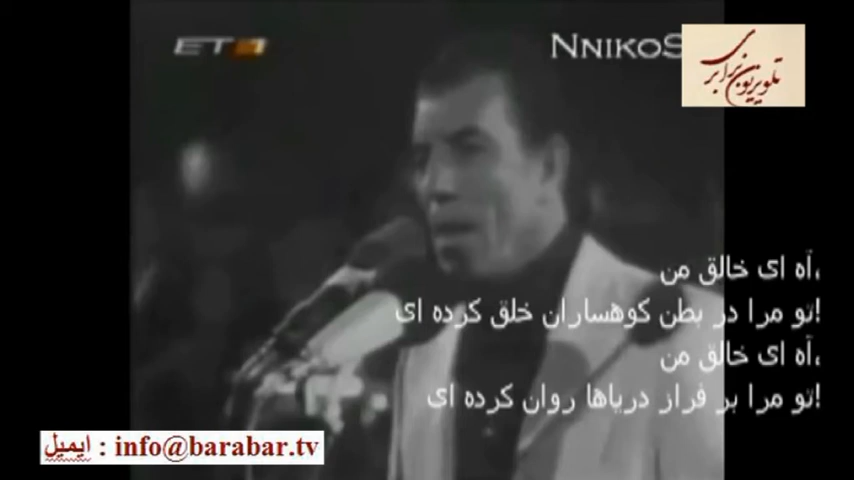 ET1
NNIKOS
تلویزیون برابری
آه ای خالق من،
تو مرا در بطن کوهساران خلق کرده ای!
آه ای خالق من،
تو مرا بر فراز دریاها روان کرده ای!
ایمیل : info@barabar.tv